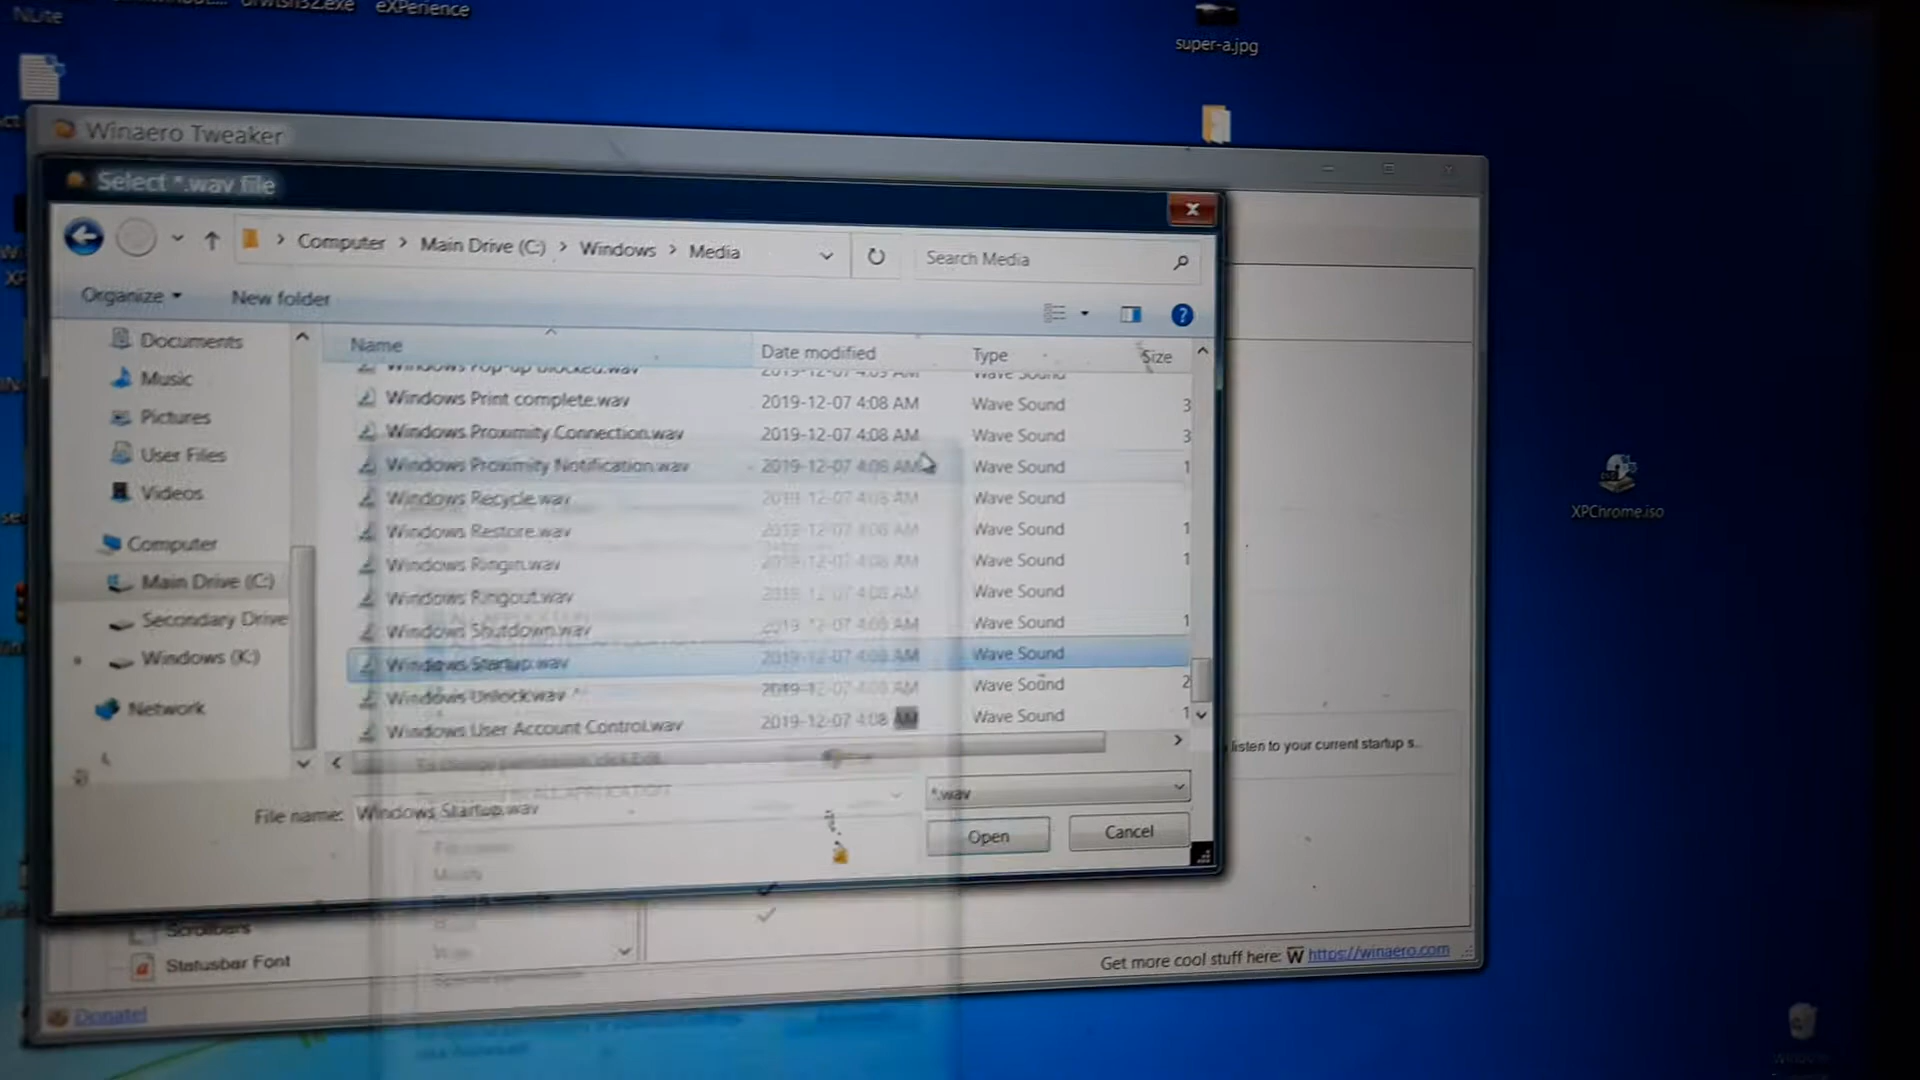 NLite
eXPerience
super-a.jpg
Winaero Tweaker
Select *.wav file
Computer
Main Drive (C:)
Windows
Media
Search Media
Organize
New folder
Documents
Music
Pictures
User Files
Videos
Computer
Main Drive (C:)
Secondary Drive
Windows (K:)
Network
Name
Date modified
Type
Size
Windows Pop-up Blocked.wav
Windows Print complete.wav 2019-12-07 4:08 AM Wave Sound 3
Windows Proximity Connection.wav 2019-12-07 4:08 AM Wave Sound 3
Windows Proximity Notification.wav 2019-12-07 4:08 AM Wave Sound 1
Windows Recycle.wav 2019-12-07 4:08 AM Wave Sound
Windows Restore.wav 2019-12-07 4:08 AM Wave Sound 1
Windows Ringin.wav 2019-12-07 4:08 AM Wave Sound 1
Windows Ringout.wav 2019-12-07 4:08 AM Wave Sound
Windows Shutdown.wav 2019-12-07 4:08 AM Wave Sound 1
Windows Startup.wav 2019-12-07 4:08 AM Wave Sound
Windows Unlock.wav 2019-12-07 4:08 AM Wave Sound 2
Windows User Account Control.wav 2019-12-07 4:08 AM Wave Sound 1
To change permissions, click Edit.
listen to your current startup s...
File name: Windows Startup.wav
*.wav
Open
Cancel
XPChrome.iso
Scrollbars
Statusbar Font
Get more cool stuff here: W https://winaero.com
Donate!